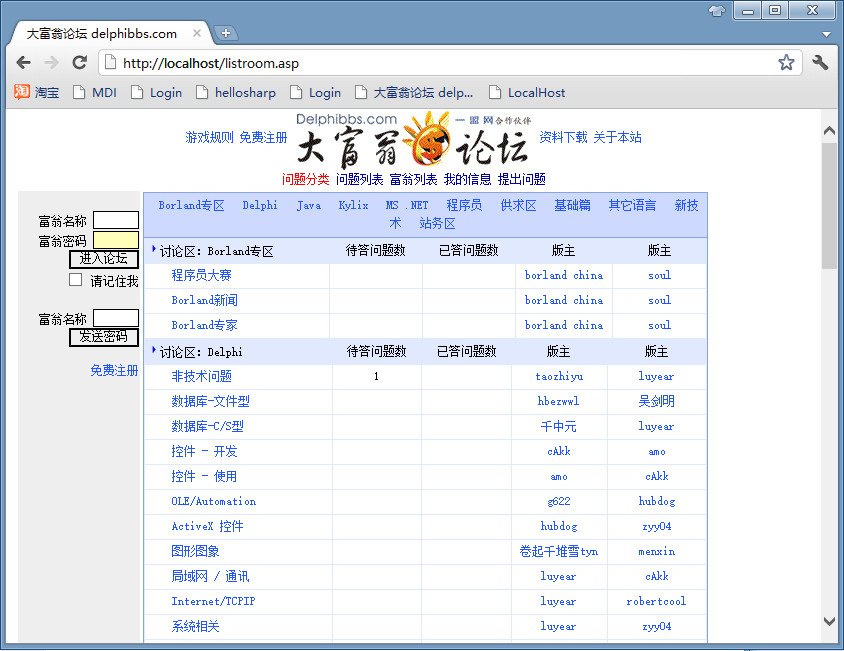 大富翁论坛 delphibbs.com
http://localhost/listroom.asp
淘宝 MDI Login hellosharp Login 大富翁论坛 delp... LocalHost
游戏规则 免费注册 Delphibbs.com 一盟网合作伙伴 资料下载 关于本站
大富翁论坛
问题分类 问题列表 富翁列表 我的信息 提出问题
富翁名称
富翁密码
进入论坛
请记住我
富翁名称
发送密码
免费注册
Borland专区 Delphi Java Kylix MS .NET 程序员 供求区 基础篇 其它语言 新技
术 站务区
讨论区: Borland专区 待答问题数 已答问题数 版主 版主
程序员大赛 borland china soul
Borland新闻 borland china soul
Borland专家 borland china soul
讨论区: Delphi 待答问题数 已答问题数 版主 版主
非技术问题 1 taozhiyu luyear
数据库-文件型 hbezwwl 吴剑明
数据库-C/S型 千中元 luyear
控件 - 开发 cAkk amo
控件 - 使用 amo cAkk
OLE/Automation g622 hubdog
ActiveX 控件 hubdog zyy04
图形图象 卷起千堆雪tyn menxin
局域网 / 通讯 luyear cAkk
Internet/TCPIP luyear robertcool
系统相关 luyear zyy04